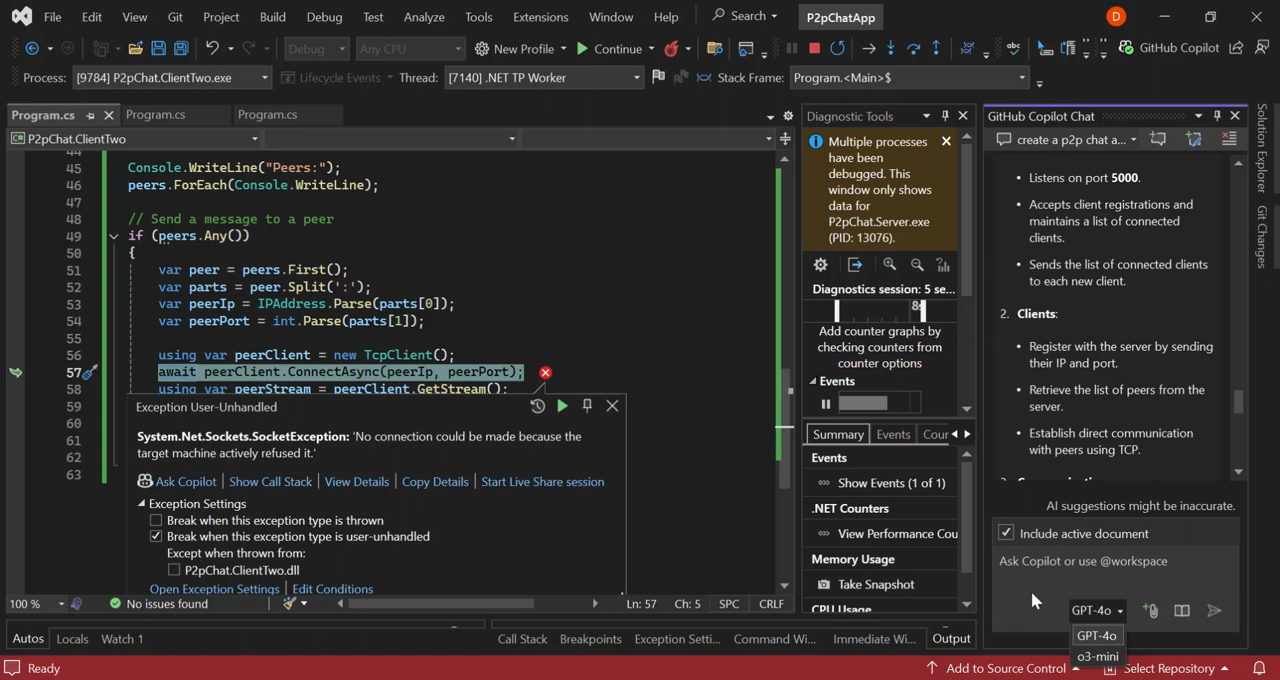 File Edit View Git Project Build Debug Test Analyze Tools Extensions Window Help Search P2pChatApp D
Debug Any CPU New Profile Continue abc GitHub Copilot
Process: [9784] P2pChat.ClientTwo.exe Lifecycle Events Thread: [7140] .NET TP Worker Stack Frame: Program.<Main>$
Program.cs Program.cs Program.cs
C# P2pChat.ClientTwo
44
45 Console.WriteLine("Peers:");
46 peers.ForEach(Console.WriteLine);
47
48 // Send a message to a peer
49 if (peers.Any())
50 {
51 var peer = peers.First();
52 var parts = peer.Split(':');
53 var peerIp = IPAddress.Parse(parts[0]);
54 var peerPort = int.Parse(parts[1]);
55
56 using var peerClient = new TcpClient();
57 await peerClient.ConnectAsync(peerIp, peerPort);
58 using var peerStream = peerClient.GetStream();
59
60
61
62
63
Exception User-Unhandled
System.Net.Sockets.SocketException: 'No connection could be made because the
target machine actively refused it.'
Ask Copilot Show Call Stack View Details Copy Details Start Live Share session
Exception Settings
Break when this exception type is thrown
Break when this exception type is user-unhandled
Except when thrown from:
P2pChat.ClientTwo.dll
Open Exception Settings Edit Conditions
100 % No issues found Ln: 57 Ch: 5 SPC CRLF
Autos Locals Watch 1 Call Stack Breakpoints Exception Setti... Command Wi... Immediate Wi... Output
Diagnostic Tools
Multiple processes
have been
debugged. This
window only shows
data for
P2pChat.Server.exe
(PID: 13076).
Diagnostics session: 5 se...
Add counter graphs by
checking counters from
counter options
Events
Summary Events Cour
Events
Show Events (1 of 1)
.NET Counters
View Performance Cou
Memory Usage
Take Snapshot
CPU Usage
GitHub Copilot Chat
create a p2p chat a...
• Listens on port 5000.
• Accepts client registrations and
maintains a list of connected
clients.
• Sends the list of connected clients
to each new client.
2. Clients:
• Register with the server by sending
their IP and port.
• Retrieve the list of peers from the
server.
• Establish direct communication
with peers using TCP.
AI suggestions might be inaccurate.
Include active document
Ask Copilot or use @workspace
GPT-4o
GPT-4o
o3-mini
Solution Explorer
Git Changes
Ready Add to Source Control Select Repository